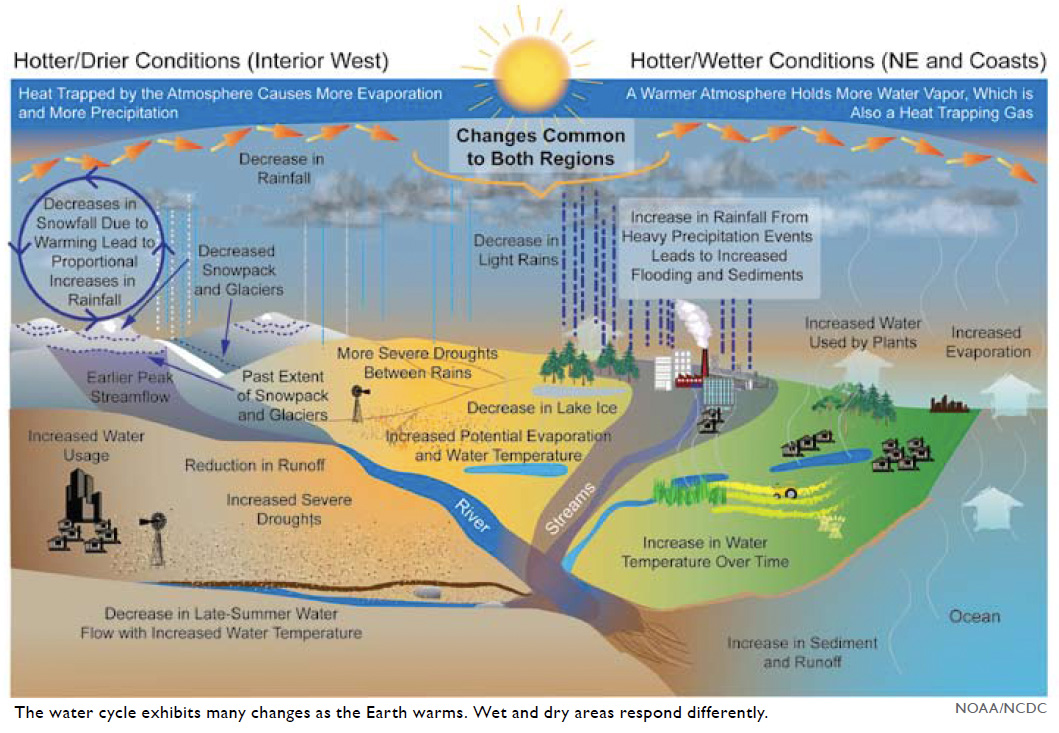 Hotter/Drier Conditions (Interior West)
Hotter/Wetter Conditions (NE and Coasts)
Heat Trapped by the Atmosphere Causes More Evaporation
and More Precipitation
A Warmer Atmosphere Holds More Water Vapor, Which is
Also a Heat Trapping Gas
Changes Common
to Both Regions
Decrease in
Rainfall
Decreases in
Snowfall Due to
Warming Lead to
Proportional
Increases in
Rainfall
Decreased
Snowpack
and Glaciers
Decrease in
Light Rains
Increase in Rainfall From
Heavy Precipitation Events
Leads to Increased
Flooding and Sediments
Increased Water
Used by Plants
Increased
Evaporation
More Severe Droughts
Between Rains
Earlier Peak
Streamflow
Past Extent
of Snowpack
and Glaciers
Decrease in Lake Ice
Increased Water
Usage
Increased Potential Evaporation
and Water Temperature
Reduction in Runoff
Increased Severe
Droughts
River
Streams
Increase in Water
Temperature Over Time
Decrease in Late-Summer Water
Flow with Increased Water Temperature
Ocean
Increase in Sediment
and Runoff
The water cycle exhibits many changes as the Earth warms. Wet and dry areas respond differently.
NOAA/NCDC